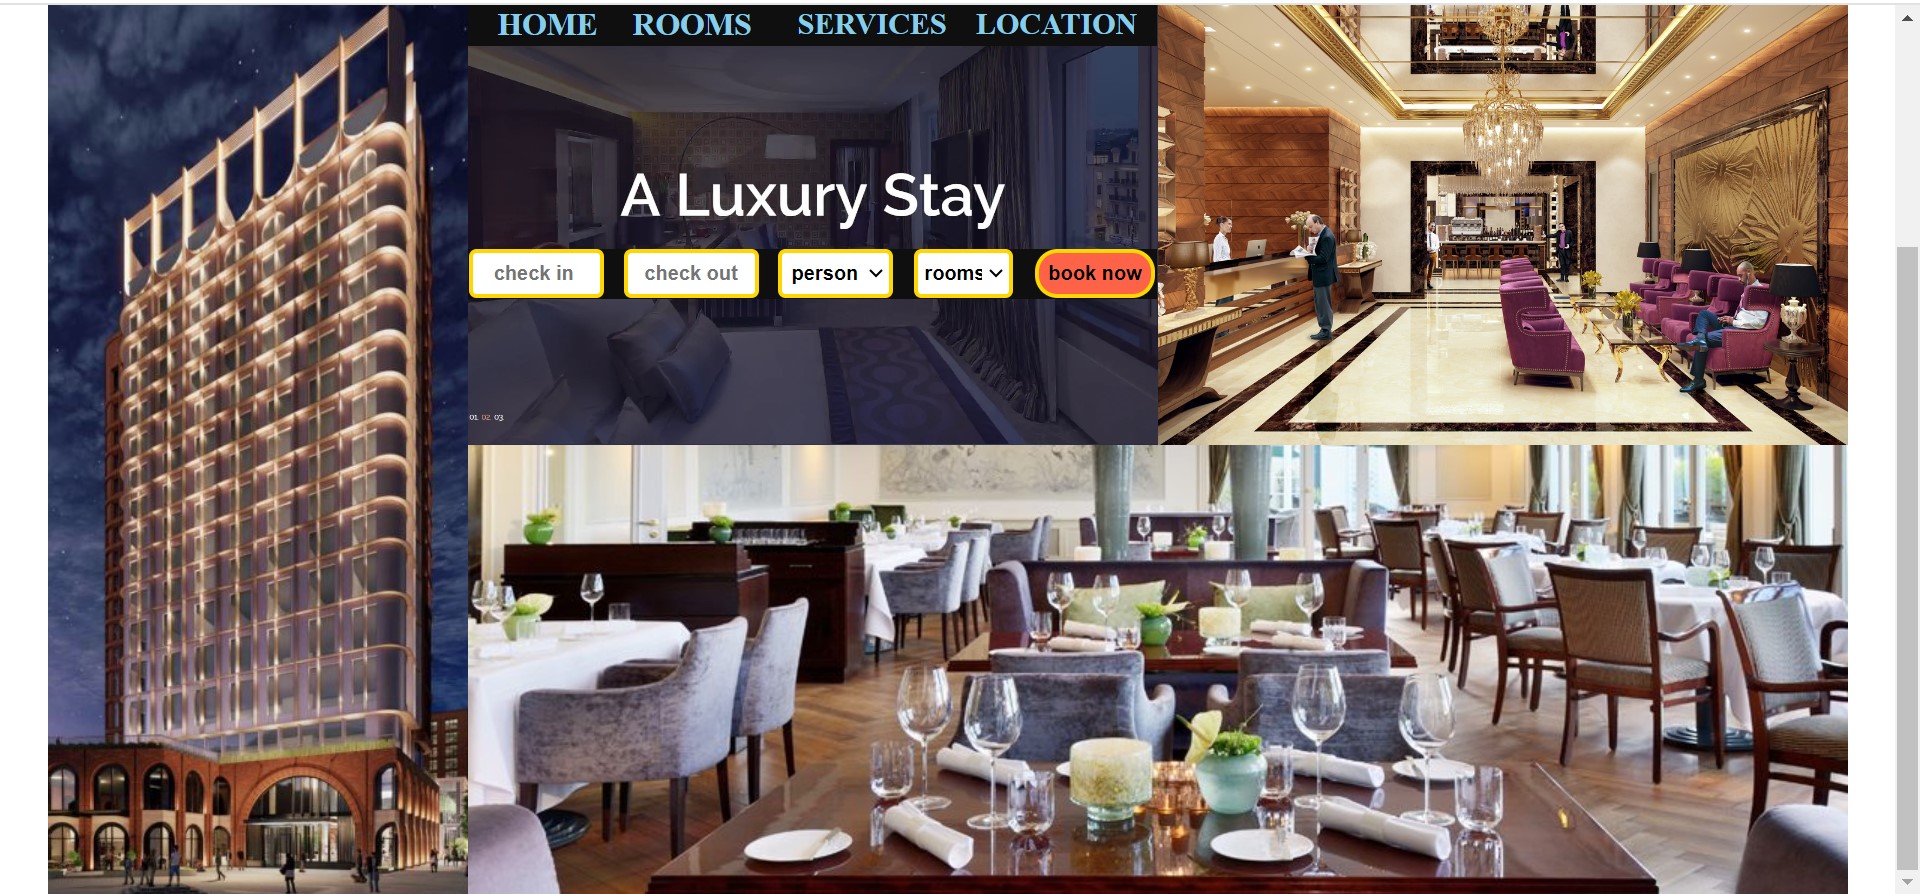 HOME ROOMS SERVICES LOCATION
A Luxury Stay
check in check out person rooms book now
01. 02. 03.